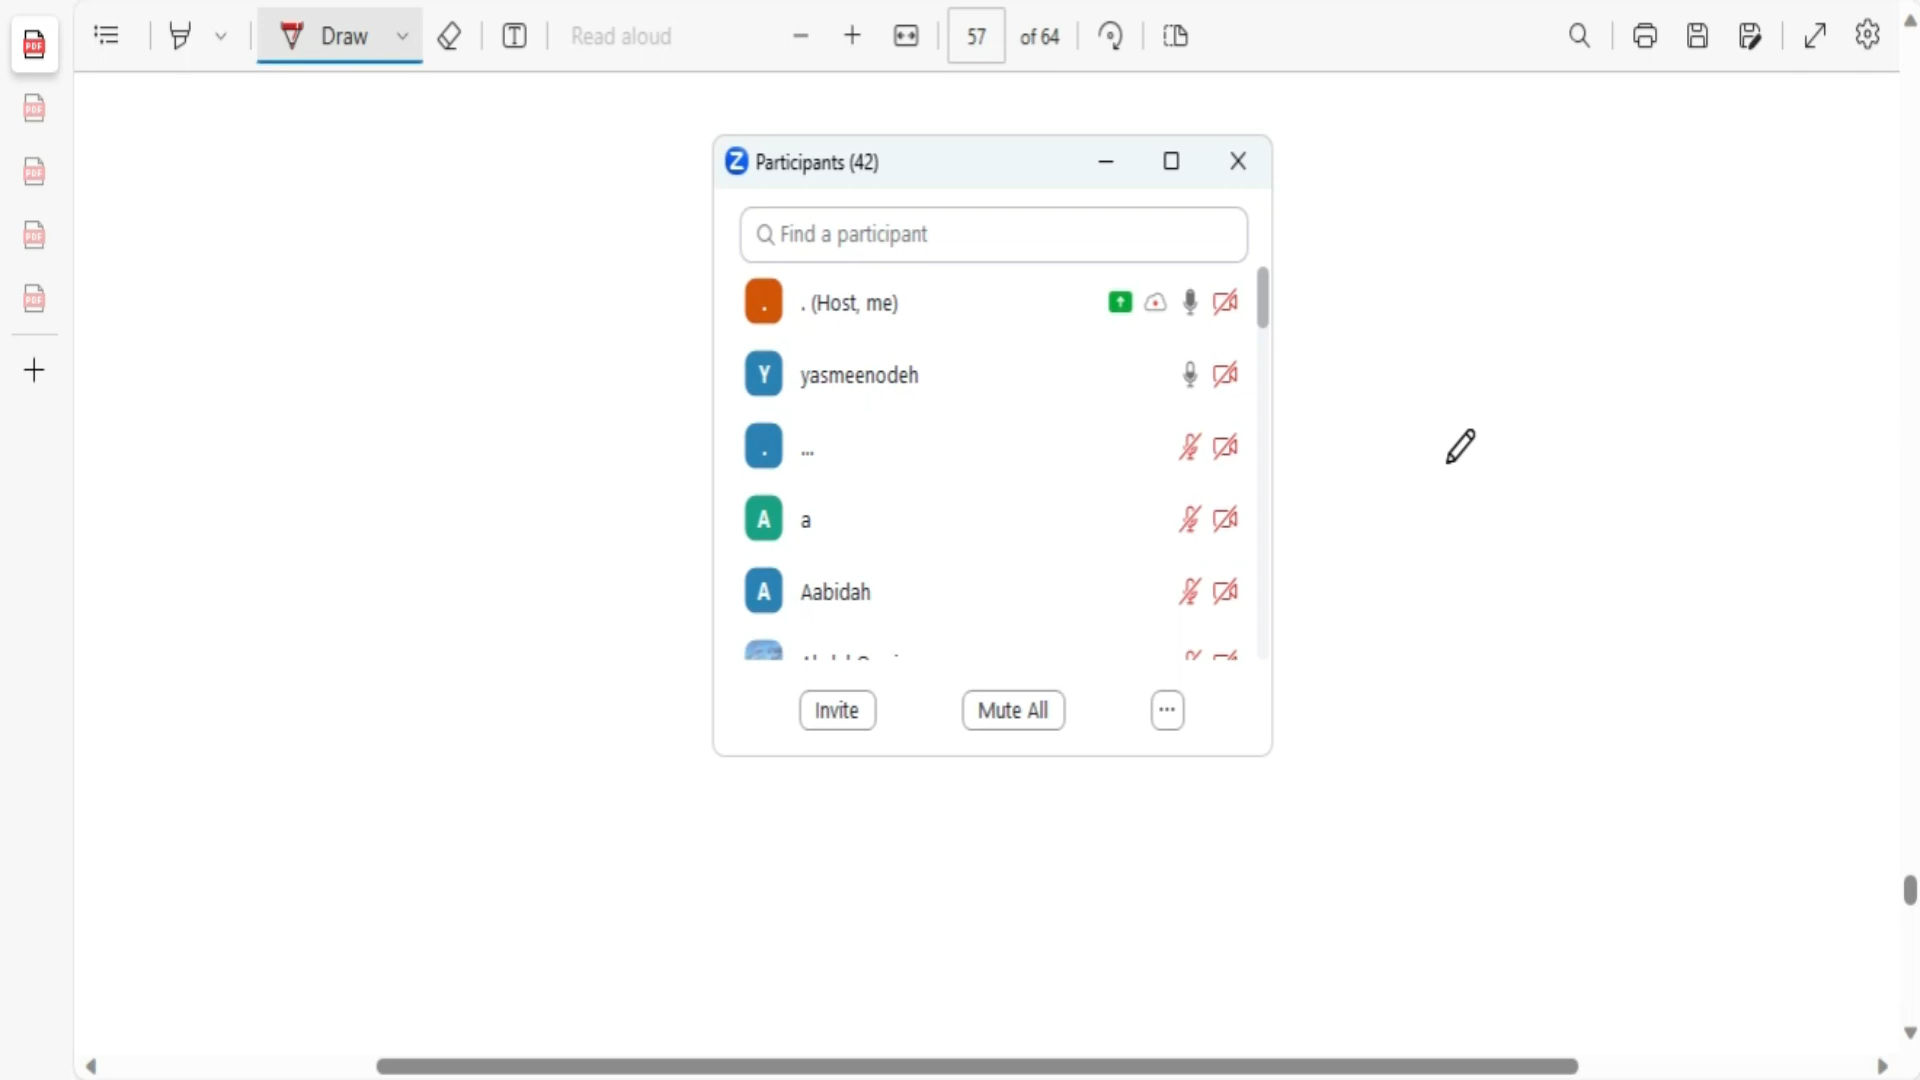 Draw
Read aloud
57 of 64
Participants (42)
Find a participant
. . (Host, me)
Y yasmeenodeh
. ...
A a
A Aabidah
Invite
Mute All
...